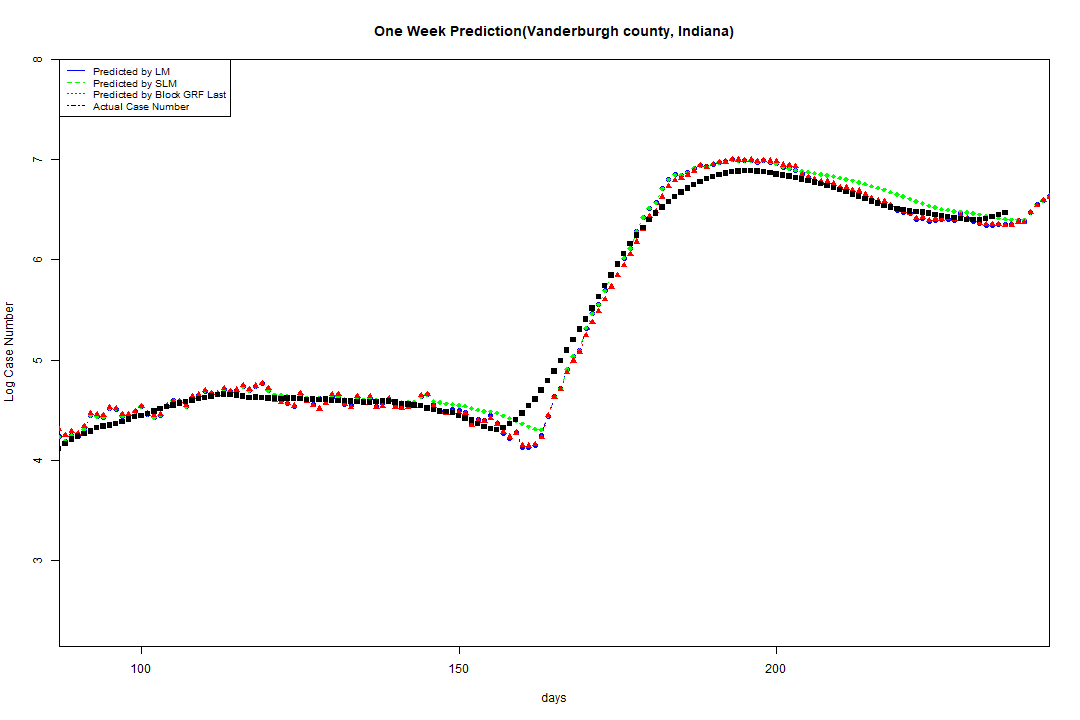 One Week Prediction(Vanderburgh county, Indiana)
8
Predicted by LM
Predicted by SLM
Predicted by Block GRF Last
Actual Case Number
7
6
5
4
3
Log Case Number
100
150
200
days